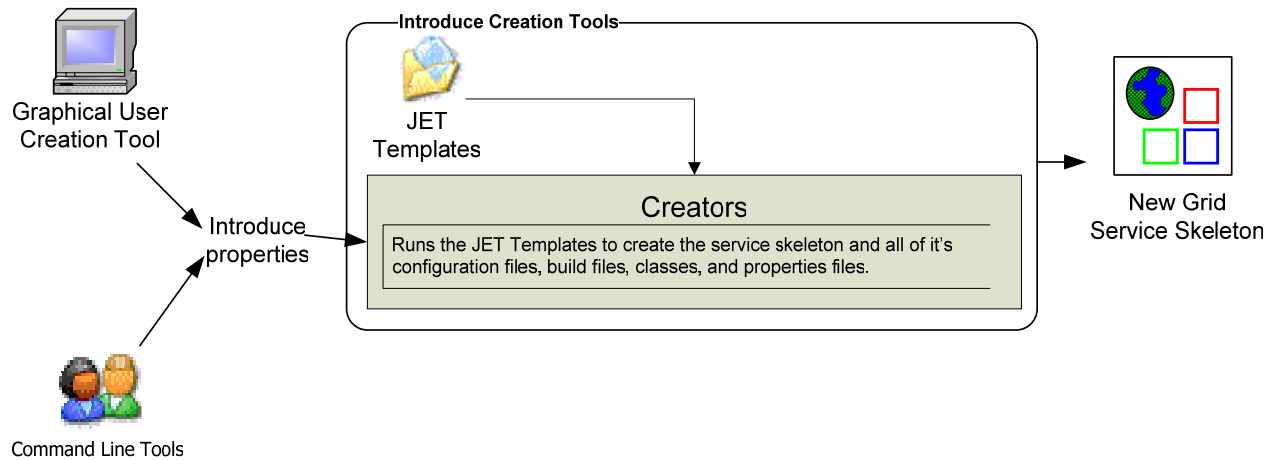 Introduce Creation Tools
Graphical User
Creation Tool
JET
Templates
Introduce
properties
Creators
Runs the JET Templates to create the service skeleton and all of it's
configuration files, build files, classes, and properties files.
New Grid
Service Skeleton
Command Line Tools